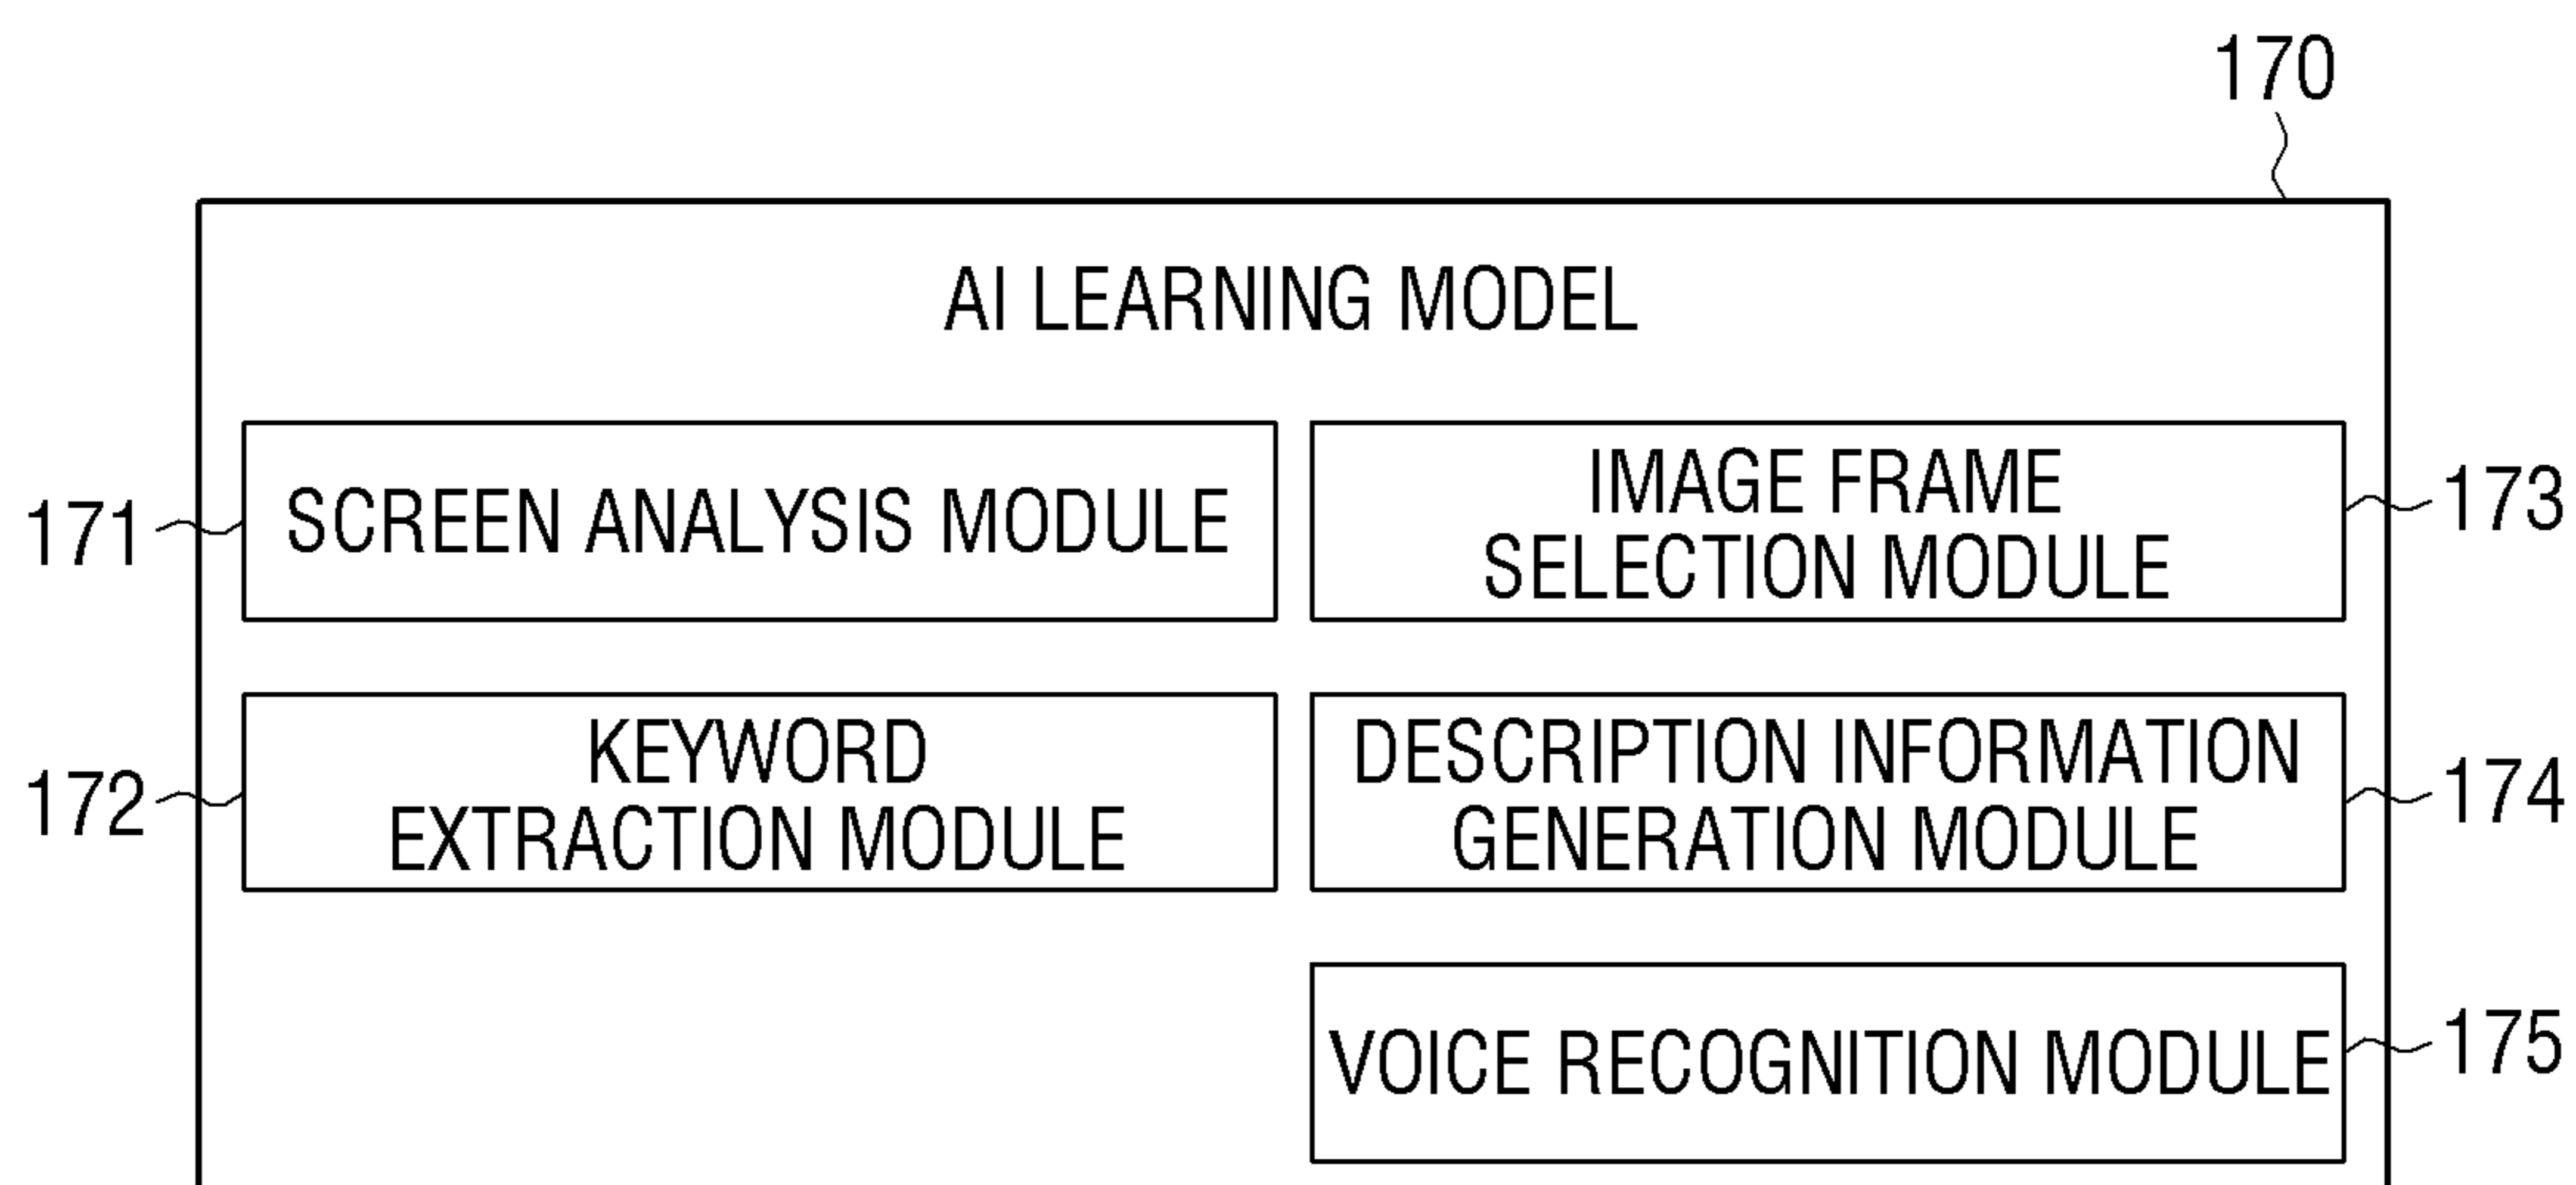 170
AI LEARNING MODEL
171
SCREEN ANALYSIS MODULE
IMAGE FRAME
SELECTION MODULE
173
172
KEYWORD
EXTRACTION MODULE
DESCRIPTION INFORMATION
GENERATION MODULE
174
VOICE RECOGNITION MODULE
175